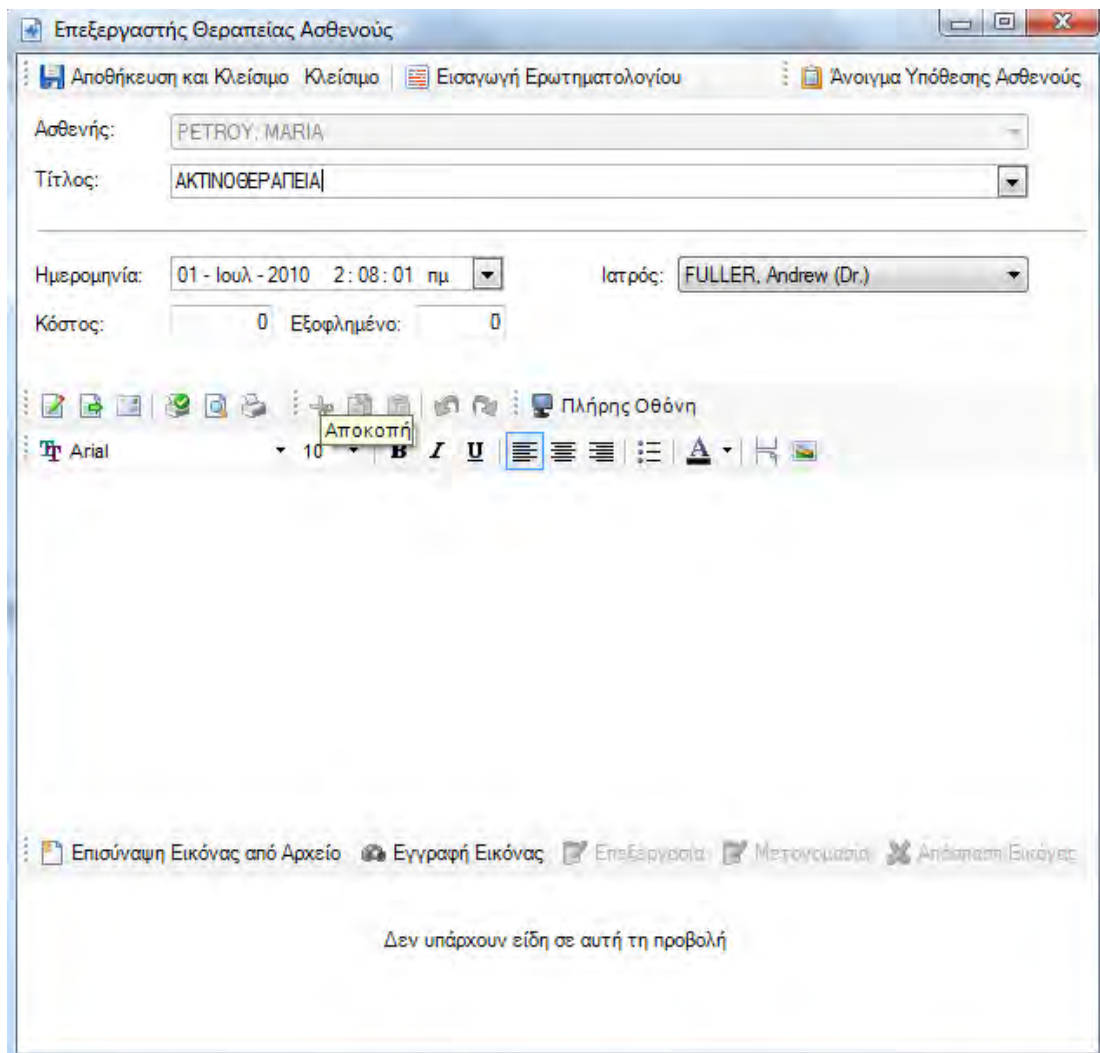 Επεξεργαστής Θεραπείας Ασθενούς
Αποθήκευση και Κλείσιμο Κλείσιμο Εισαγωγή Ερωτηματολογίου Άνοιγμα Υπόθεσης Ασθενούς
Ασθενής: PETROY, MARIA
Τίτλος: ΑΚΤΙΝΟΘΕΡΑΠΕΙΑ
Ημερομηνία: 01 - Ιουλ - 2010 2:08:01 πμ Ιατρός: FULLER, Andrew (Dr.)
Κόστος: 0 Εξοφλημένο: 0
Πλήρης Οθόνη
Αποκοπή
Arial 10 B I U A
Επισύναψη Εικόνας από Αρχείο Εγγραφή Εικόνας Επεξεργασία Μετονομασία Απόσπαση Εικόνας
Δεν υπάρχουν είδη σε αυτή τη προβολή